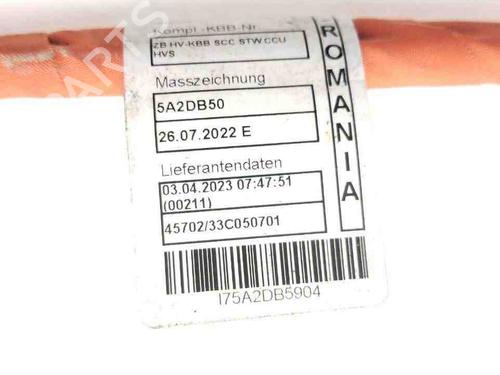 Kompl.-KBB-Nr
ZB HV-KBB SCC STW.CCU
HVS
Masszeichnung
5A2DB50
26.07.2022 E
Lieferantendaten
03.04.2023 07:47:51
(00211)
45702/33C050701
I75A2DB5904
ROMANIA